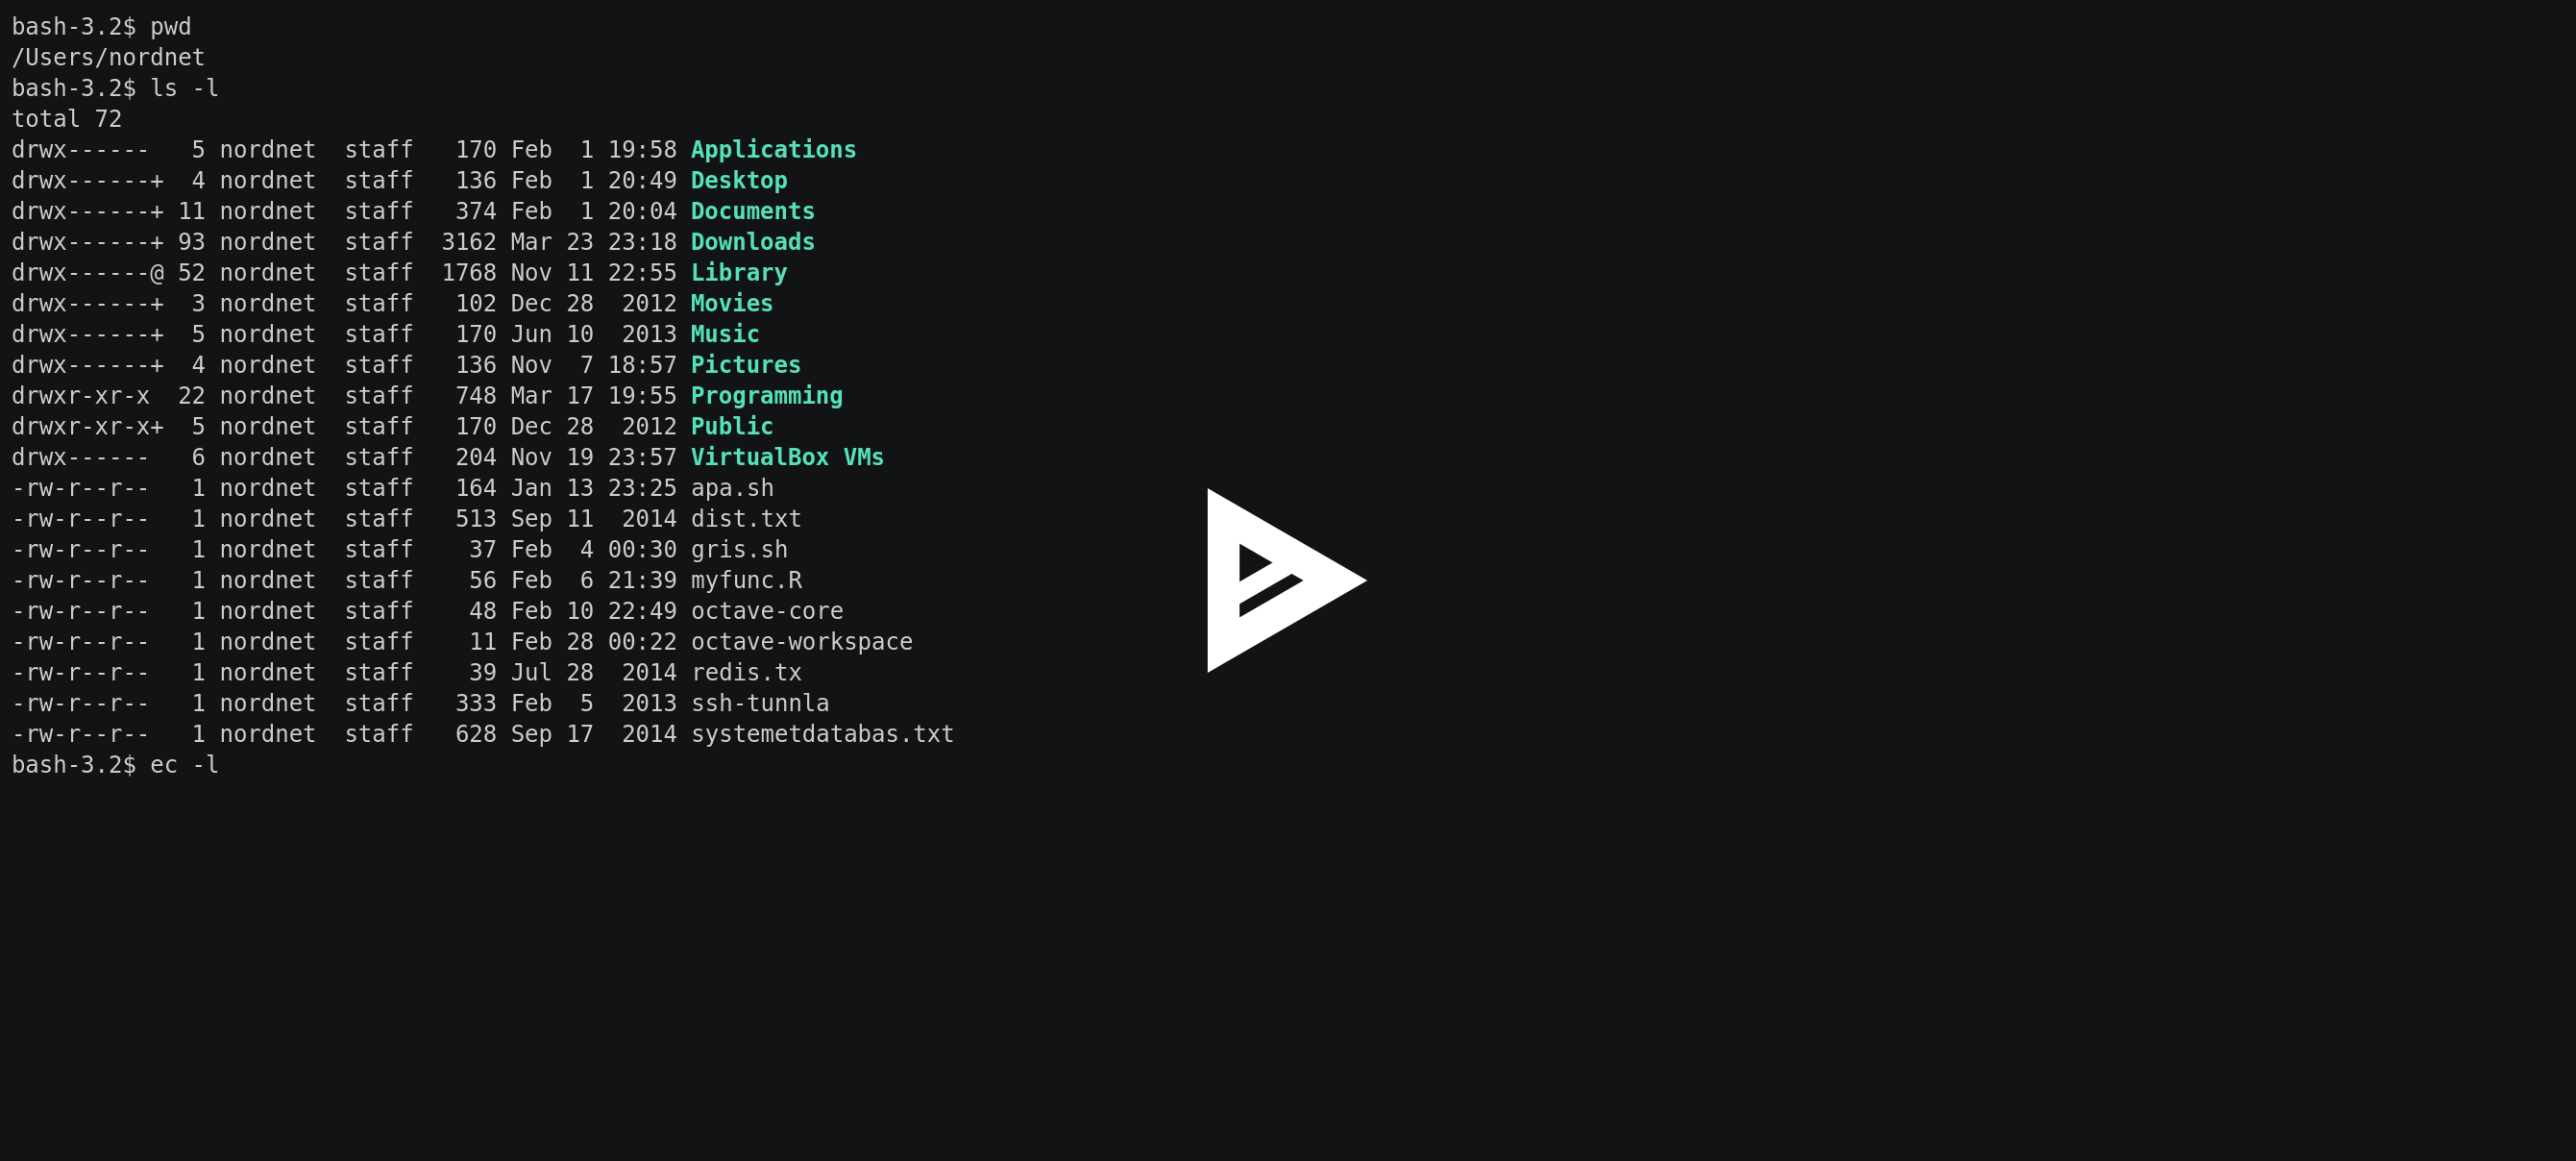 bash-3.2$ pwd
/Users/nordnet
bash-3.2$ ls -l
total 72
drwx------   5 nordnet  staff   170 Feb  1 19:58 Applications
drwx------+  4 nordnet  staff   136 Feb  1 20:49 Desktop
drwx------+ 11 nordnet  staff   374 Feb  1 20:04 Documents
drwx------+ 93 nordnet  staff  3162 Mar 23 23:18 Downloads
drwx------@ 52 nordnet  staff  1768 Nov 11 22:55 Library
drwx------+  3 nordnet  staff   102 Dec 28  2012 Movies
drwx------+  5 nordnet  staff   170 Jun 10  2013 Music
drwx------+  4 nordnet  staff   136 Nov  7 18:57 Pictures
drwxr-xr-x  22 nordnet  staff   748 Mar 17 19:55 Programming
drwxr-xr-x+  5 nordnet  staff   170 Dec 28  2012 Public
drwx------   6 nordnet  staff   204 Nov 19 23:57 VirtualBox VMs
-rw-r--r--   1 nordnet  staff   164 Jan 13 23:25 apa.sh
-rw-r--r--   1 nordnet  staff   513 Sep 11  2014 dist.txt
-rw-r--r--   1 nordnet  staff    37 Feb  4 00:30 gris.sh
-rw-r--r--   1 nordnet  staff    56 Feb  6 21:39 myfunc.R
-rw-r--r--   1 nordnet  staff    48 Feb 10 22:49 octave-core
-rw-r--r--   1 nordnet  staff    11 Feb 28 00:22 octave-workspace
-rw-r--r--   1 nordnet  staff    39 Jul 28  2014 redis.tx
-rw-r--r--   1 nordnet  staff   333 Feb  5  2013 ssh-tunnla
-rw-r--r--   1 nordnet  staff   628 Sep 17  2014 systemetdatabas.txt
bash-3.2$ ec -l